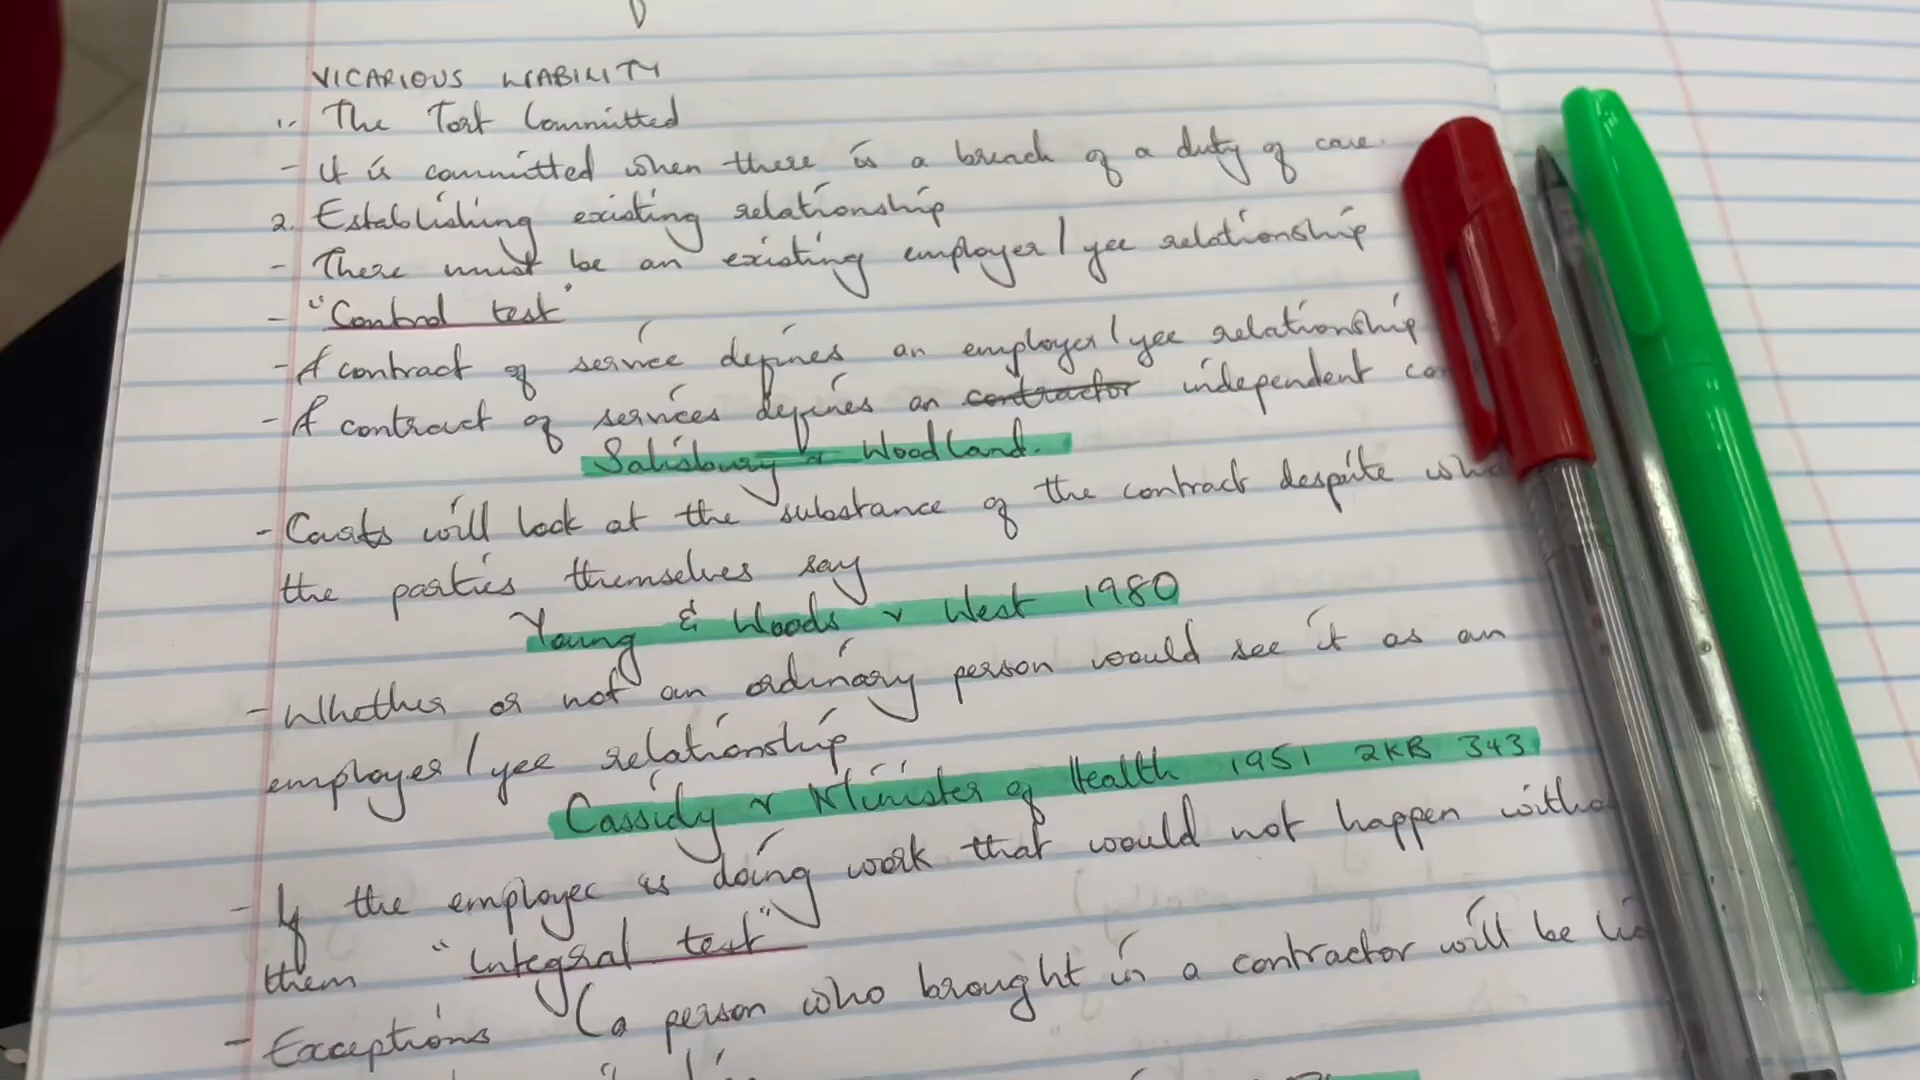 VICARIOUS LIABILITY
1. The Tort Committed
- It is committed when there is a breach of a duty of care.
2. Establishing existing relationship
- There must be an existing employer/yee relationship
- "Control test"
- A contract of service defines an employer/yee relationship
- A contract of services defines an contractor independent
Salisbury v Woodland.
- Courts will look at the substance of the contract despite
the parties themselves say
Young & Woods v West 1980
- Whether or not an ordinary person would see it as an
employer/yee relationship
Cassidy v Minister of Health 1951 2KB 343
- If the employee is doing work that would not happen
them "Integral test"
- Exceptions (a person who brought in a contractor will be